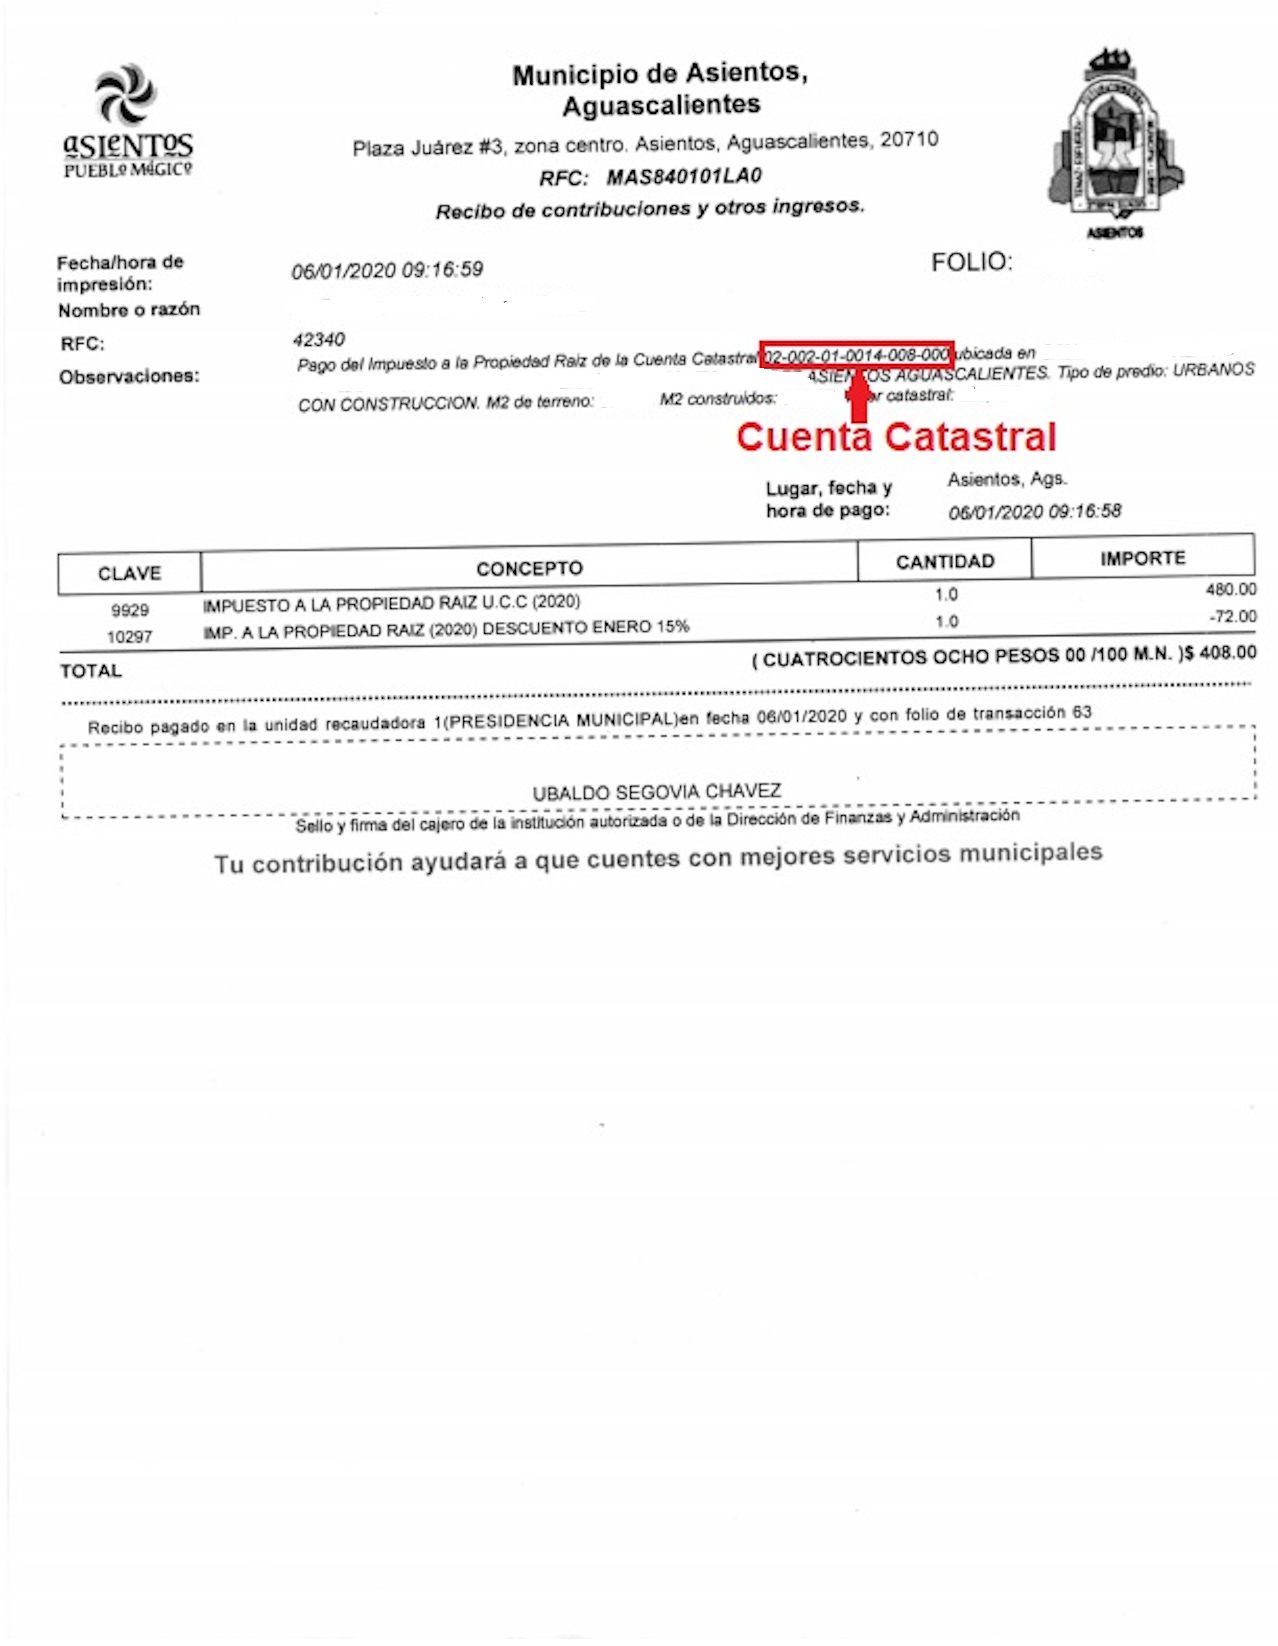 asientos
PUEBLO MáGICO
Municipio de Asientos,
Aguascalientes
Plaza Juárez #3, zona centro. Asientos, Aguascalientes, 20710
RFC: MAS840101LA0
Recibo de contribuciones y otros ingresos.
ASIENTOS
Fecha/hora de impresión: 06/01/2020 09:16:59
FOLIO:
Nombre o razón
RFC: 42340
Observaciones: Pago del Impuesto a la Propiedad Raiz de la Cuenta Catastral 02-002-01-0014-008-000 ubicada en
ASIENTOS AGUASCALIENTES. Tipo de predio: URBANOS
CON CONSTRUCCION. M2 de terreno: M2 construidos: catastral:
Cuenta Catastral
Lugar, fecha y hora de pago: Asientos, Ags.
06/01/2020 09:16:58
CLAVE CONCEPTO CANTIDAD IMPORTE
9929 IMPUESTO A LA PROPIEDAD RAIZ U.C.C (2020) 1.0 480.00
10297 IMP. A LA PROPIEDAD RAIZ (2020) DESCUENTO ENERO 15% 1.0 -72.00
TOTAL ( CUATROCIENTOS OCHO PESOS 00 /100 M.N. )$ 408.00
Recibo pagado en la unidad recaudadora 1(PRESIDENCIA MUNICIPAL)en fecha 06/01/2020 y con folio de transacción 63
UBALDO SEGOVIA CHAVEZ
Sello y firma del cajero de la institución autorizada o de la Dirección de Finanzas y Administración
Tu contribución ayudará a que cuentes con mejores servicios municipales